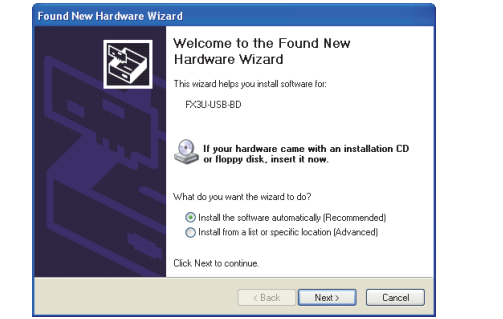 Found New Hardware Wizard
Welcome to the Found New
Hardware Wizard
This wizard helps you install software for:
FX3U-USB-BD
If your hardware came with an installation CD
or floppy disk, insert it now.
What do you want the wizard to do?
Install the software automatically (Recommended)
Install from a list or specific location (Advanced)
Click Next to continue.
< Back
Next >
Cancel